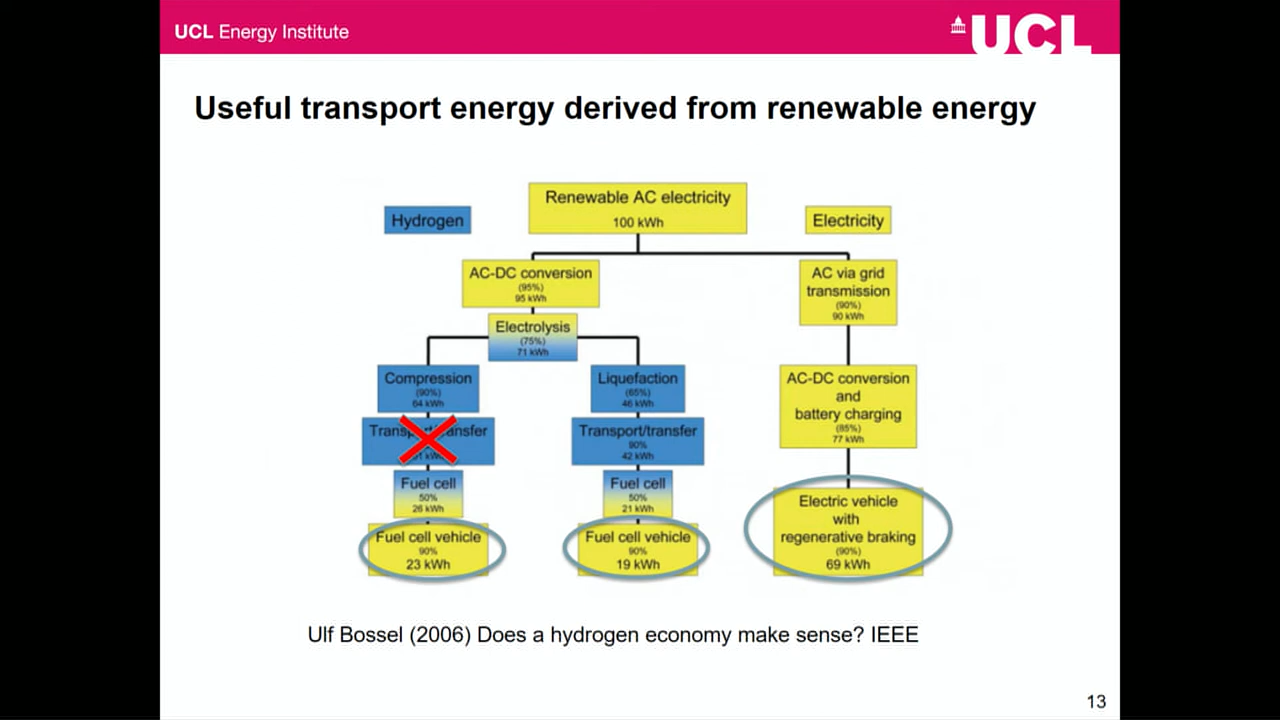 UCL Energy Institute
UCL
Useful transport energy derived from renewable energy
Renewable AC electricity
100 kWh
Hydrogen
Electricity
AC-DC conversion
(95%)
95 kWh
AC via grid
transmission
(90%)
90 kWh
Electrolysis
(75%)
71 kWh
Compression
(90%)
64 kWh
Liquefaction
(65%)
46 kWh
AC-DC conversion
and
battery charging
(85%)
77 kWh
Transport/transfer
90%
42 kWh
Fuel cell
50%
26 kWh
Fuel cell
50%
21 kWh
Fuel cell vehicle
90%
23 kWh
Fuel cell vehicle
90%
19 kWh
Electric vehicle
with
regenerative braking
(90%)
69 kWh
Ulf Bossel (2006) Does a hydrogen economy make sense? IEEE
13